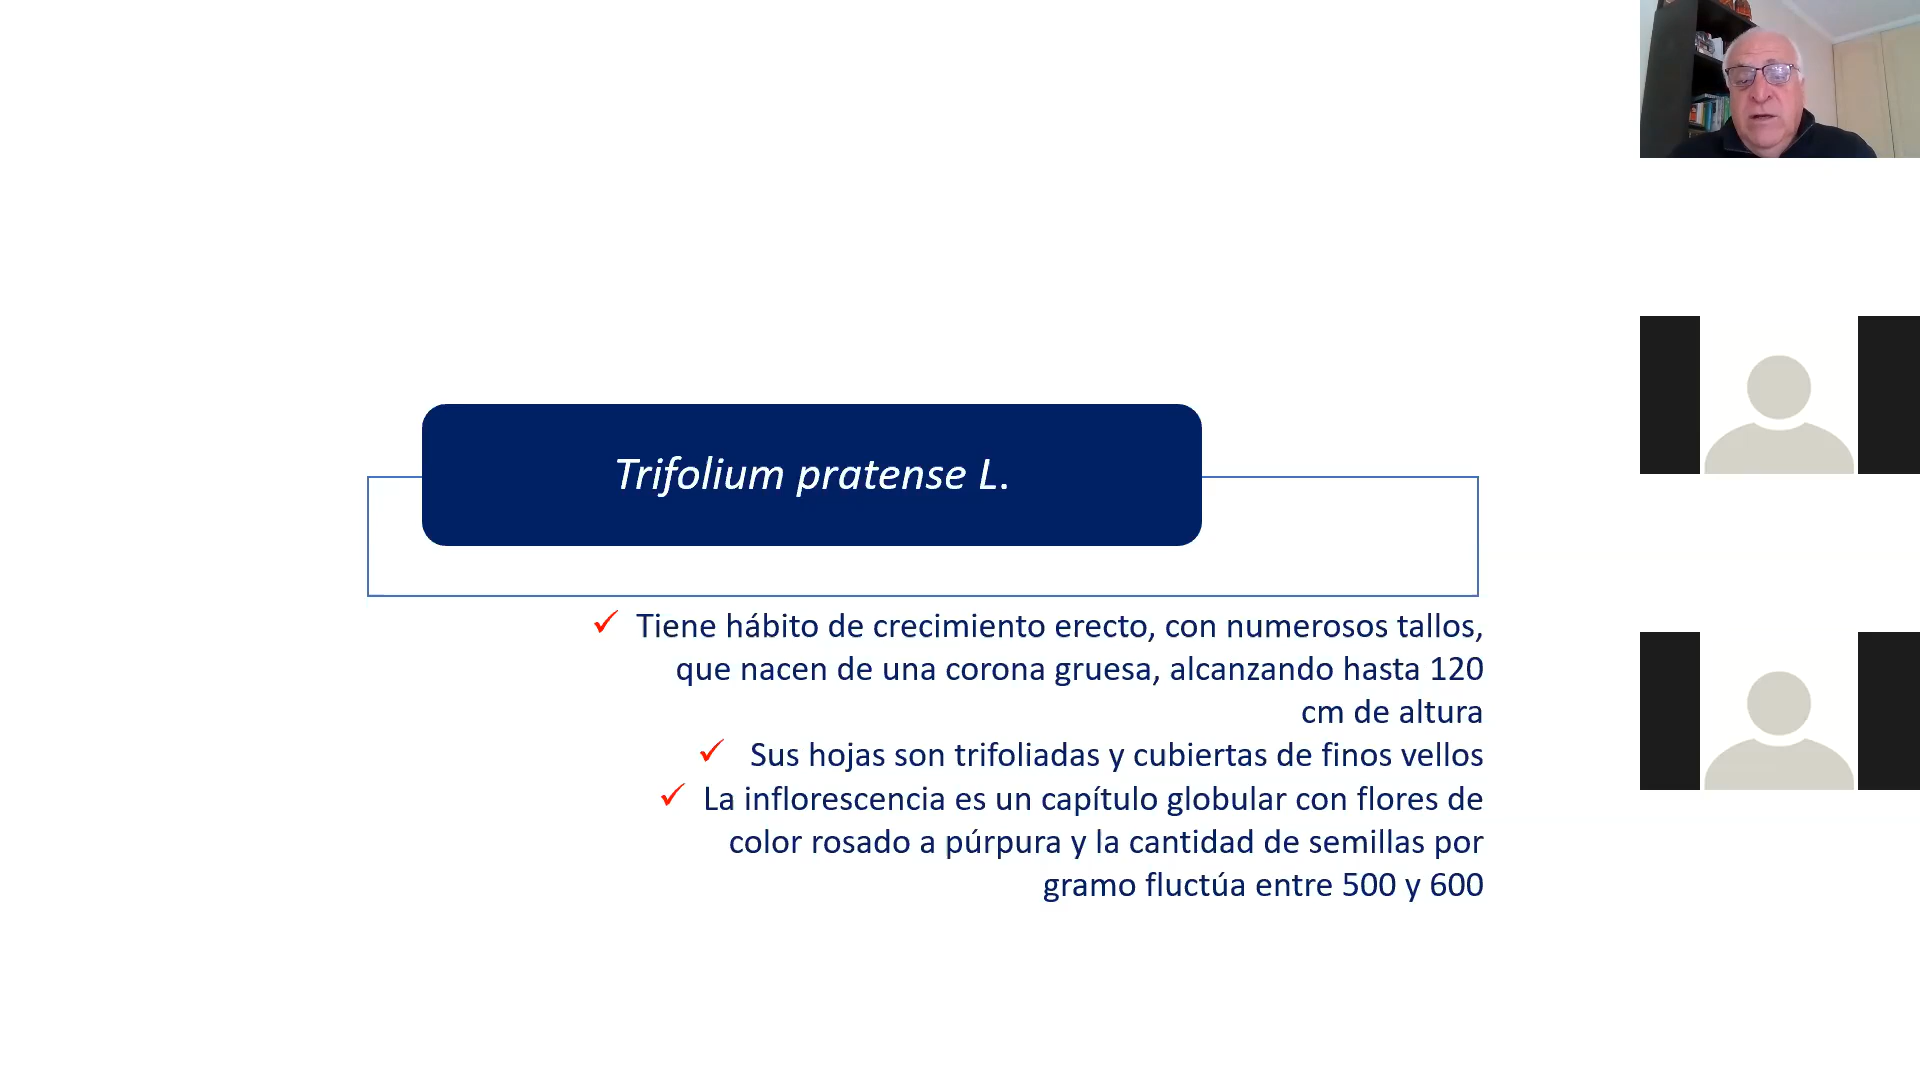 Trifolium pratense L.
✓ Tiene hábito de crecimiento erecto, con numerosos tallos,
que nacen de una corona gruesa, alcanzando hasta 120
cm de altura
✓ Sus hojas son trifoliadas y cubiertas de finos vellos
✓ La inflorescencia es un capítulo globular con flores de
color rosado a púrpura y la cantidad de semillas por
gramo fluctúa entre 500 y 600